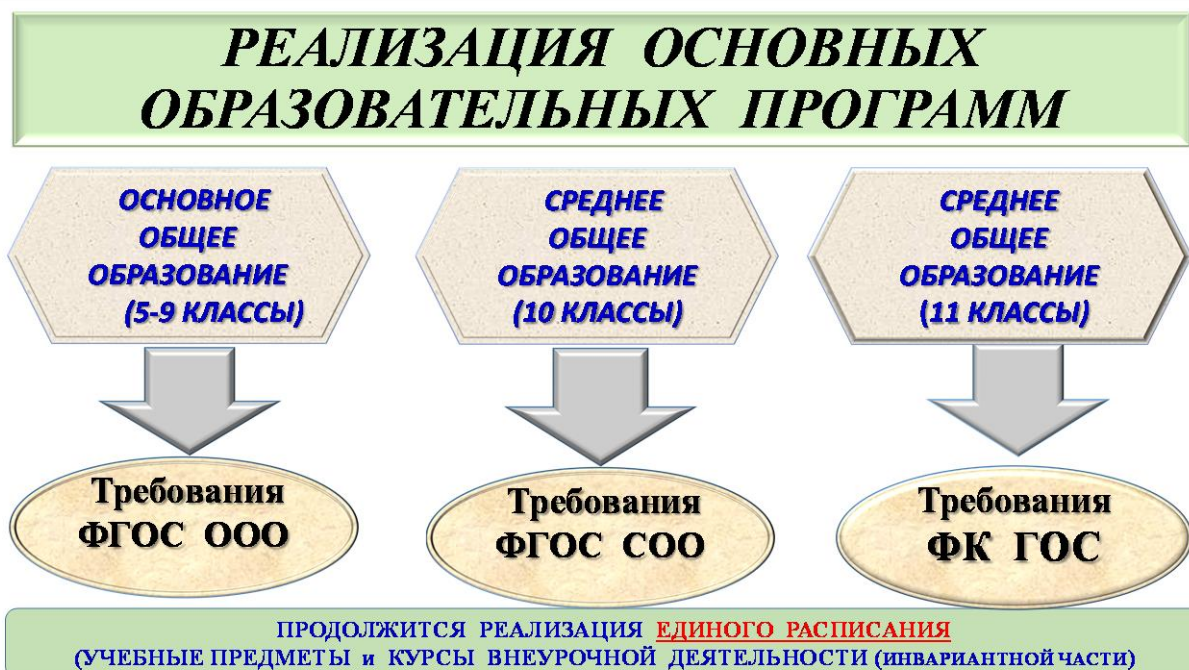 РЕАЛИЗАЦИЯ ОСНОВНЫХ
ОБРАЗОВАТЕЛЬНЫХ ПРОГРАММ
ОСНОВНОЕ
ОБЩЕЕ
ОБРАЗОВАНИЕ
(5-9 КЛАССЫ)
СРЕДНЕЕ
ОБЩЕЕ
ОБРАЗОВАНИЕ
(10 КЛАССЫ)
СРЕДНЕЕ
ОБЩЕЕ
ОБРАЗОВАНИЕ
(11 КЛАССЫ)
Требования
ФГОС ООО
Требования
ФГОС СОО
Требования
ФК ГОС
ПРОДОЛЖИТСЯ РЕАЛИЗАЦИЯ ЕДИНОГО РАСПИСАНИЯ
(УЧЕБНЫЕ ПРЕДМЕТЫ и КУРСЫ ВНЕУРОЧНОЙ ДЕЯТЕЛЬНОСТИ (ИНВАРИАНТНОЙ ЧАСТИ)